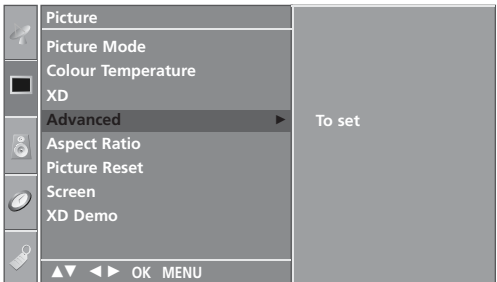 Picture
Picture Mode
Colour Temperature
XD
Advanced ►
To set
Aspect Ratio
Picture Reset
Screen
XD Demo
▲▼ ◄► OK MENU